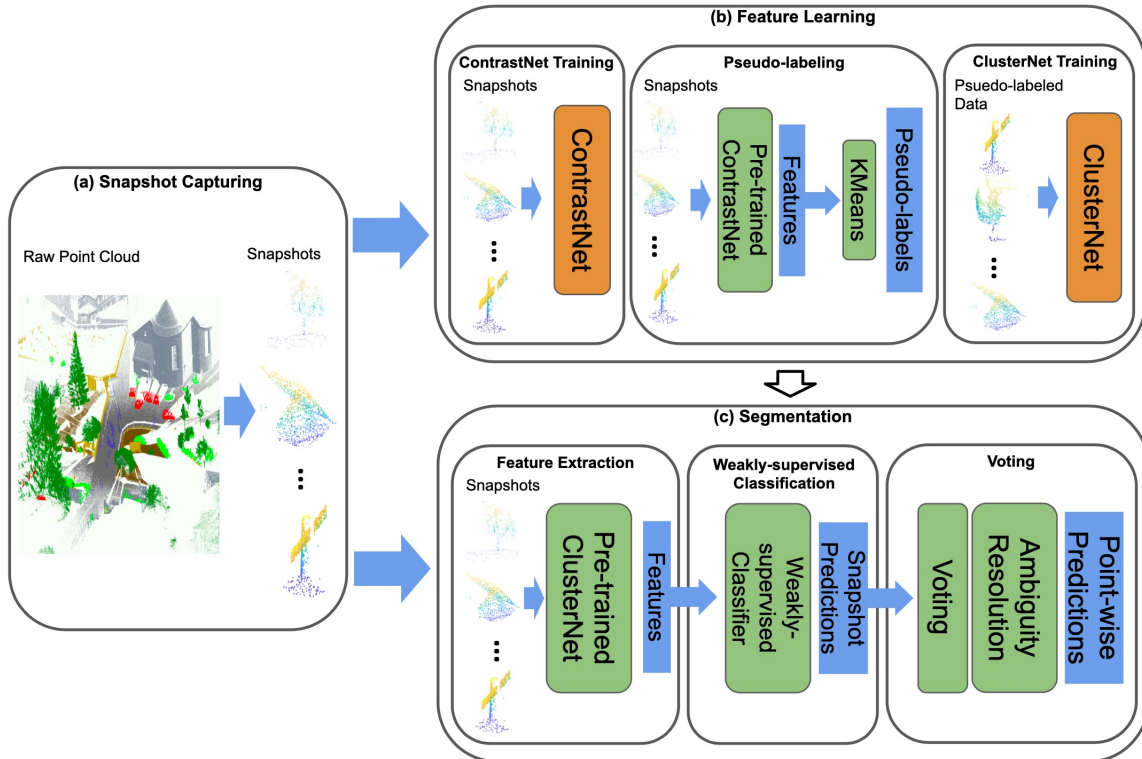 (a) Snapshot Capturing
Raw Point Cloud
Snapshots
...
(b) Feature Learning
ContrastNet Training
Snapshots
...
ContrastNet
Pseudo-labeling
Snapshots
...
Pre-trained
ContrastNet
Features
KMeans
Pseudo-labels
ClusterNet Training
Psuedo-labeled
Data
...
ClusterNet
(c) Segmentation
Feature Extraction
Snapshots
...
Pre-trained
ClusterNet
Features
Weakly-supervised
Classification
Weakly-
supervised
Classifier
Snapshot
Predictions
Voting
Voting
Ambiguity
Resolution
Point-wise
Predictions